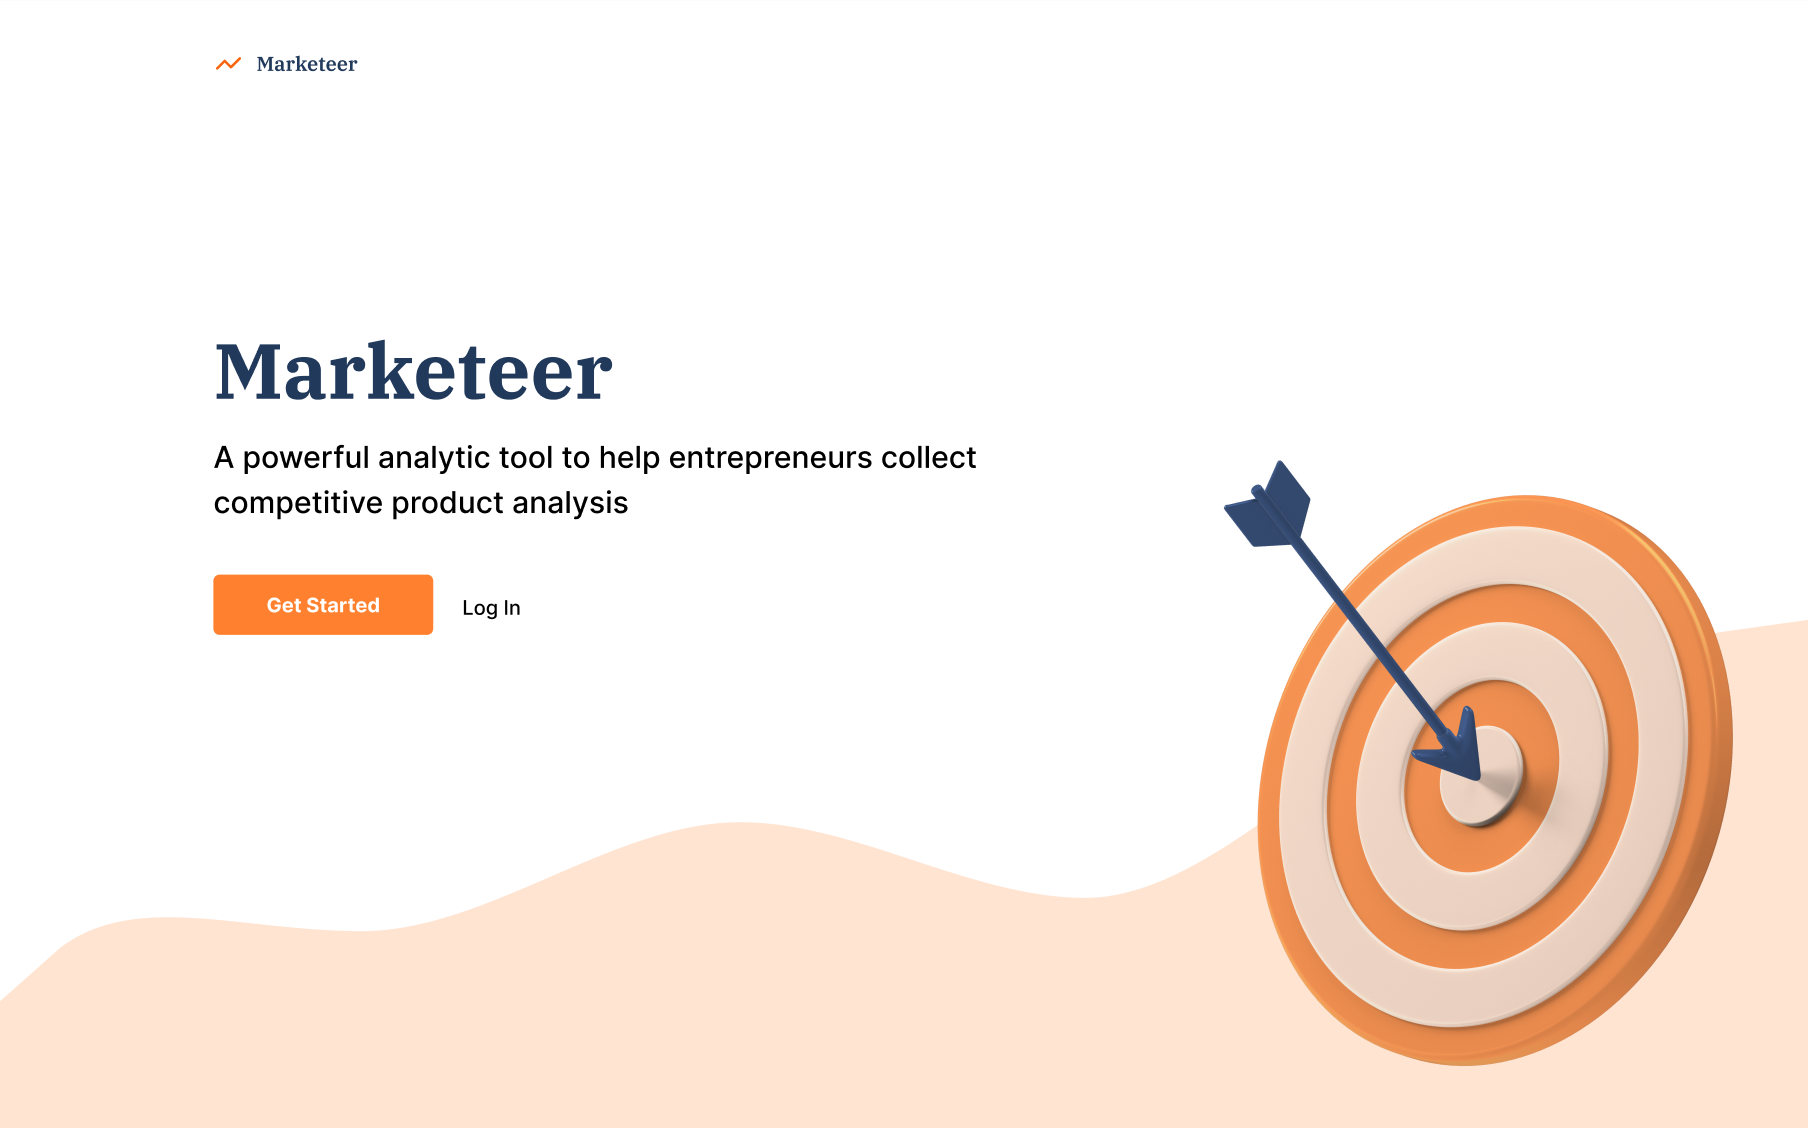 Marketeer
Marketeer
A powerful analytic tool to help entrepreneurs collect
competitive product analysis
Get Started
Log In